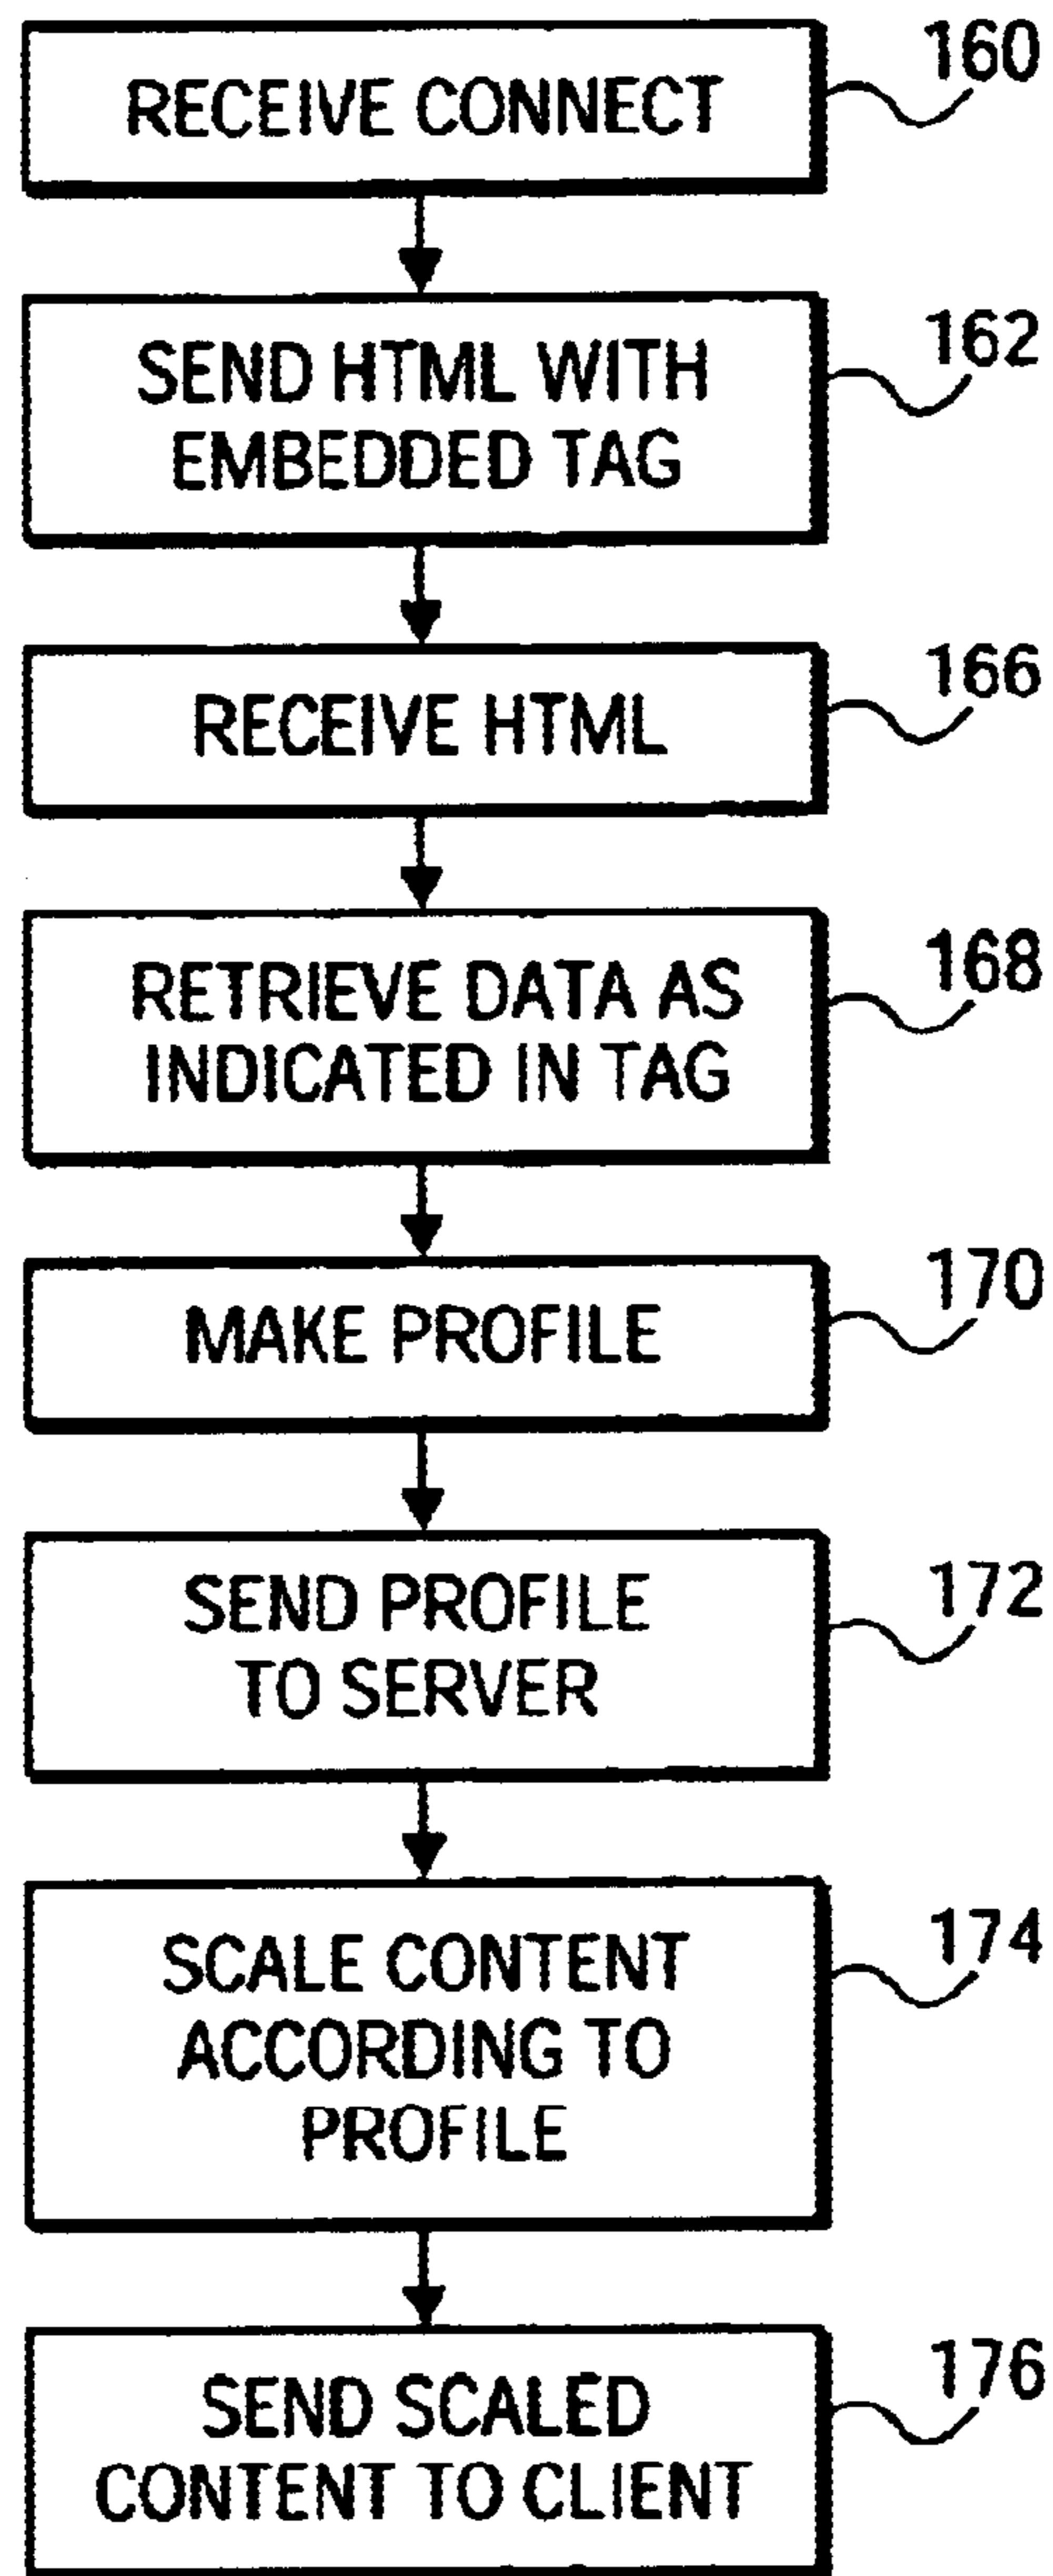 RECEIVE CONNECT
160
SEND HTML WITH
EMBEDDED TAG
162
RECEIVE HTML
166
RETRIEVE DATA AS
INDICATED IN TAG
168
MAKE PROFILE
170
SEND PROFILE
TO SERVER
172
SCALE CONTENT
ACCORDING TO
PROFILE
174
SEND SCALED
CONTENT TO CLIENT
176